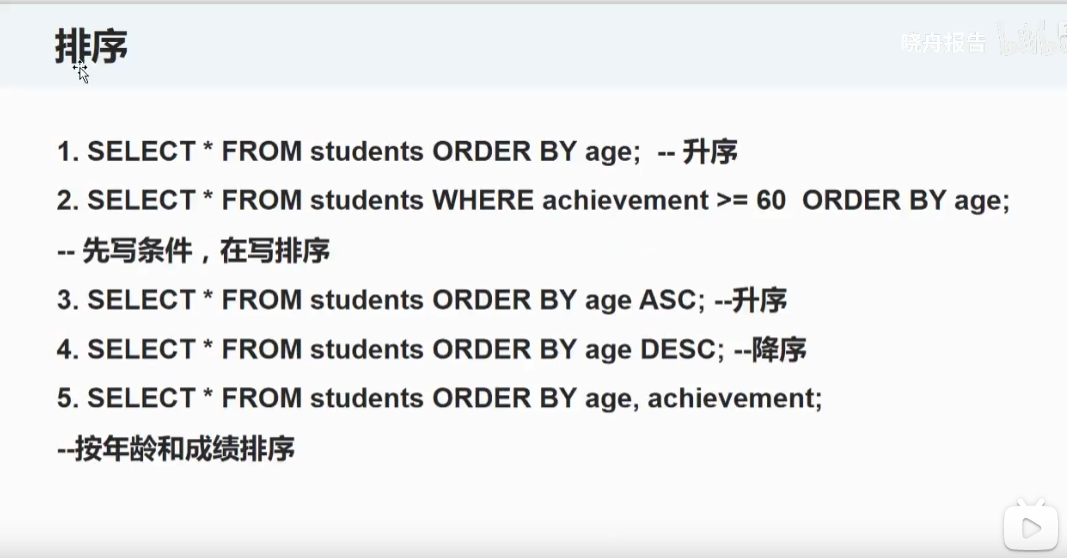 排序
晓舟报告
1. SELECT * FROM students ORDER BY age;  -- 升序
2. SELECT * FROM students WHERE achievement >= 60  ORDER BY age;
-- 先写条件，在写排序
3. SELECT * FROM students ORDER BY age ASC; --升序
4. SELECT * FROM students ORDER BY age DESC; --降序
5. SELECT * FROM students ORDER BY age, achievement;
--按年龄和成绩排序